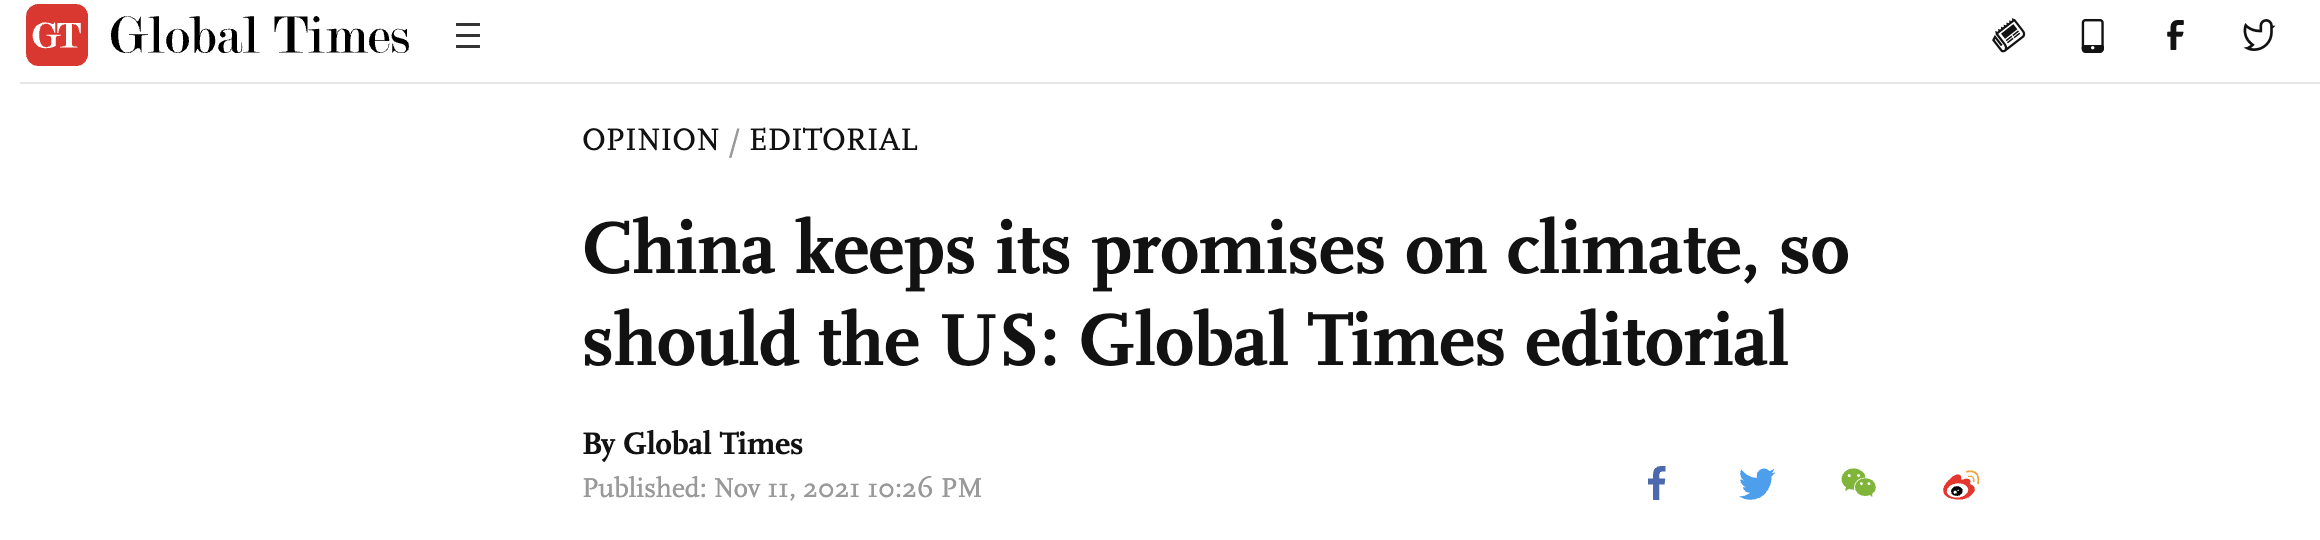 GT Global Times
OPINION / EDITORIAL
China keeps its promises on climate, so
should the US: Global Times editorial
By Global Times
Published: Nov 11, 2021 10:26 PM